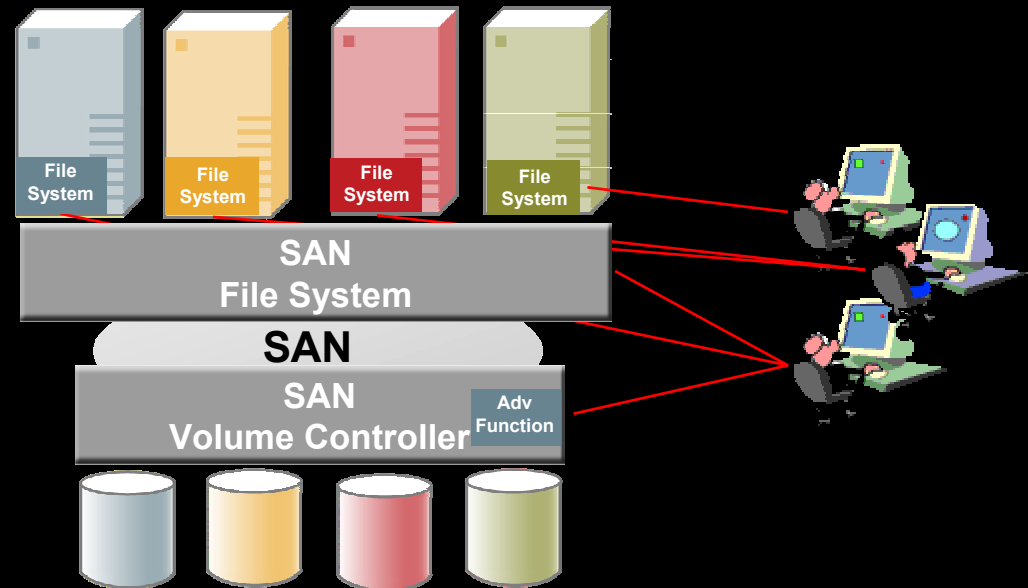 File
System
File
System
File
System
File
System
SAN
File System
SAN
SAN
Volume Controller
Adv
Function